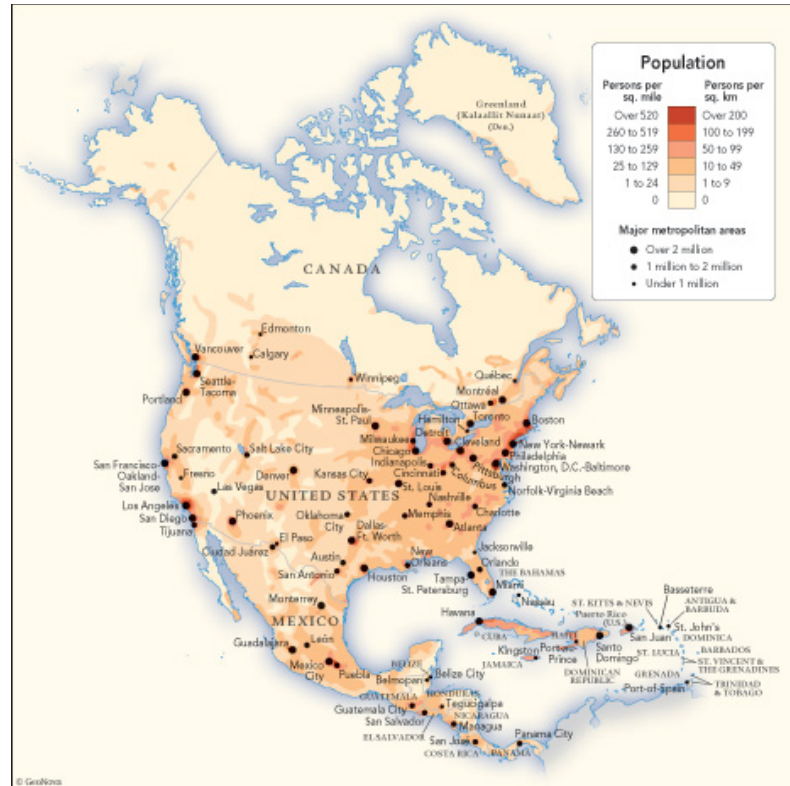 Population
Persons per
sq. mile
Persons per
sq. km
Over 520
Over 200
260 to 519
100 to 199
130 to 259
50 to 99
25 to 129
10 to 49
1 to 24
1 to 9
0
0
Major metropolitan areas
Over 2 million
1 million to 2 million
Under 1 million
Greenland
(Kalaallit Nunaat)
(Den.)
CANADA
Edmonton
Vancouver
Calgary
Winnipeg
Québec
Seattle-
Tacoma
Montréal
Portland
Ottawa
Minneapolis-
St. Paul
Hamilton
Toronto
Boston
Milwaukee
Detroit
Cleveland
New York-Newark
Sacramento
Salt Lake City
Chicago
Philadelphia
San Francisco-
Oakland-
San Jose
Indianapolis
Pittsburgh
Washington, D.C.-Baltimore
Fresno
Denver
Kansas City
Cincinnati
Columbus
Las Vegas
St. Louis
Norfolk-Virginia Beach
UNITED STATES
Nashville
Los Angeles
San Diego
Tijuana
Phoenix
Oklahoma
City
Memphis
Charlotte
Dallas-
Ft. Worth
Atlanta
El Paso
Ciudad Juárez
Austin
New
Orleans
Jacksonville
San Antonio
Houston
Orlando
Tampa-
St. Petersburg
THE BAHAMAS
Miami
Monterrey
Nassau
Basseterre
ST. KITTS & NEVIS
ANTIGUA &
BARBUDA
MEXICO
Havana
Puerto Rico
(U.S.)
St. John's
CUBA
HAITI
San Juan
DOMINICA
Guadalajara
León
Kingston
Port-au-
Prince
Santo
Domingo
ST. LUCIA
BARBADOS
Mexico
City
Puebla
BELIZE
Belize City
JAMAICA
DOMINICAN
REPUBLIC
ST. VINCENT &
THE GRENADINES
Belmopan
GRENADA
GUATEMALA
HONDURAS
Port-of-Spain
TRINIDAD
& TOBAGO
Guatemala City
Tegucigalpa
San Salvador
NICARAGUA
EL SALVADOR
Managua
San José
Panama City
COSTA RICA
PANAMA
© GeoNova